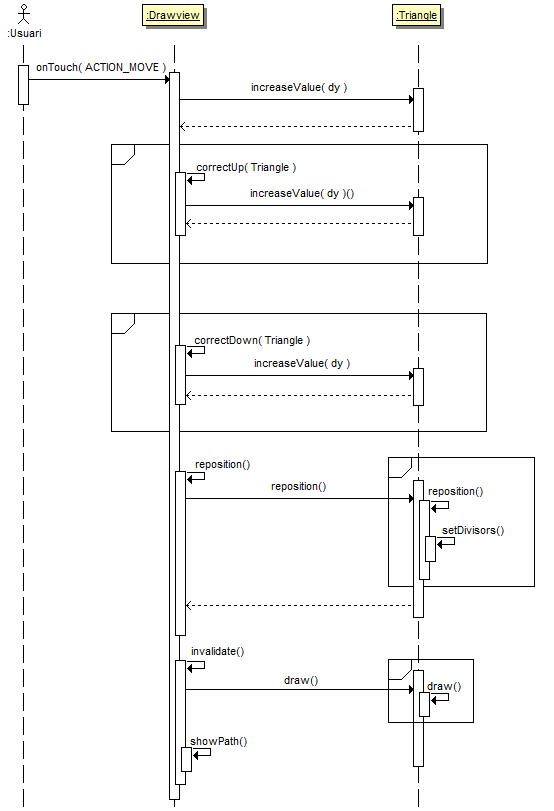 :Usuari
:Drawview
:Triangle
onTouch( ACTION_MOVE )
increaseValue( dy )
correctUp( Triangle )
increaseValue( dy )()
correctDown( Triangle )
increaseValue( dy )
reposition()
reposition()
reposition()
setDivisors()
invalidate()
draw()
draw()
showPath()